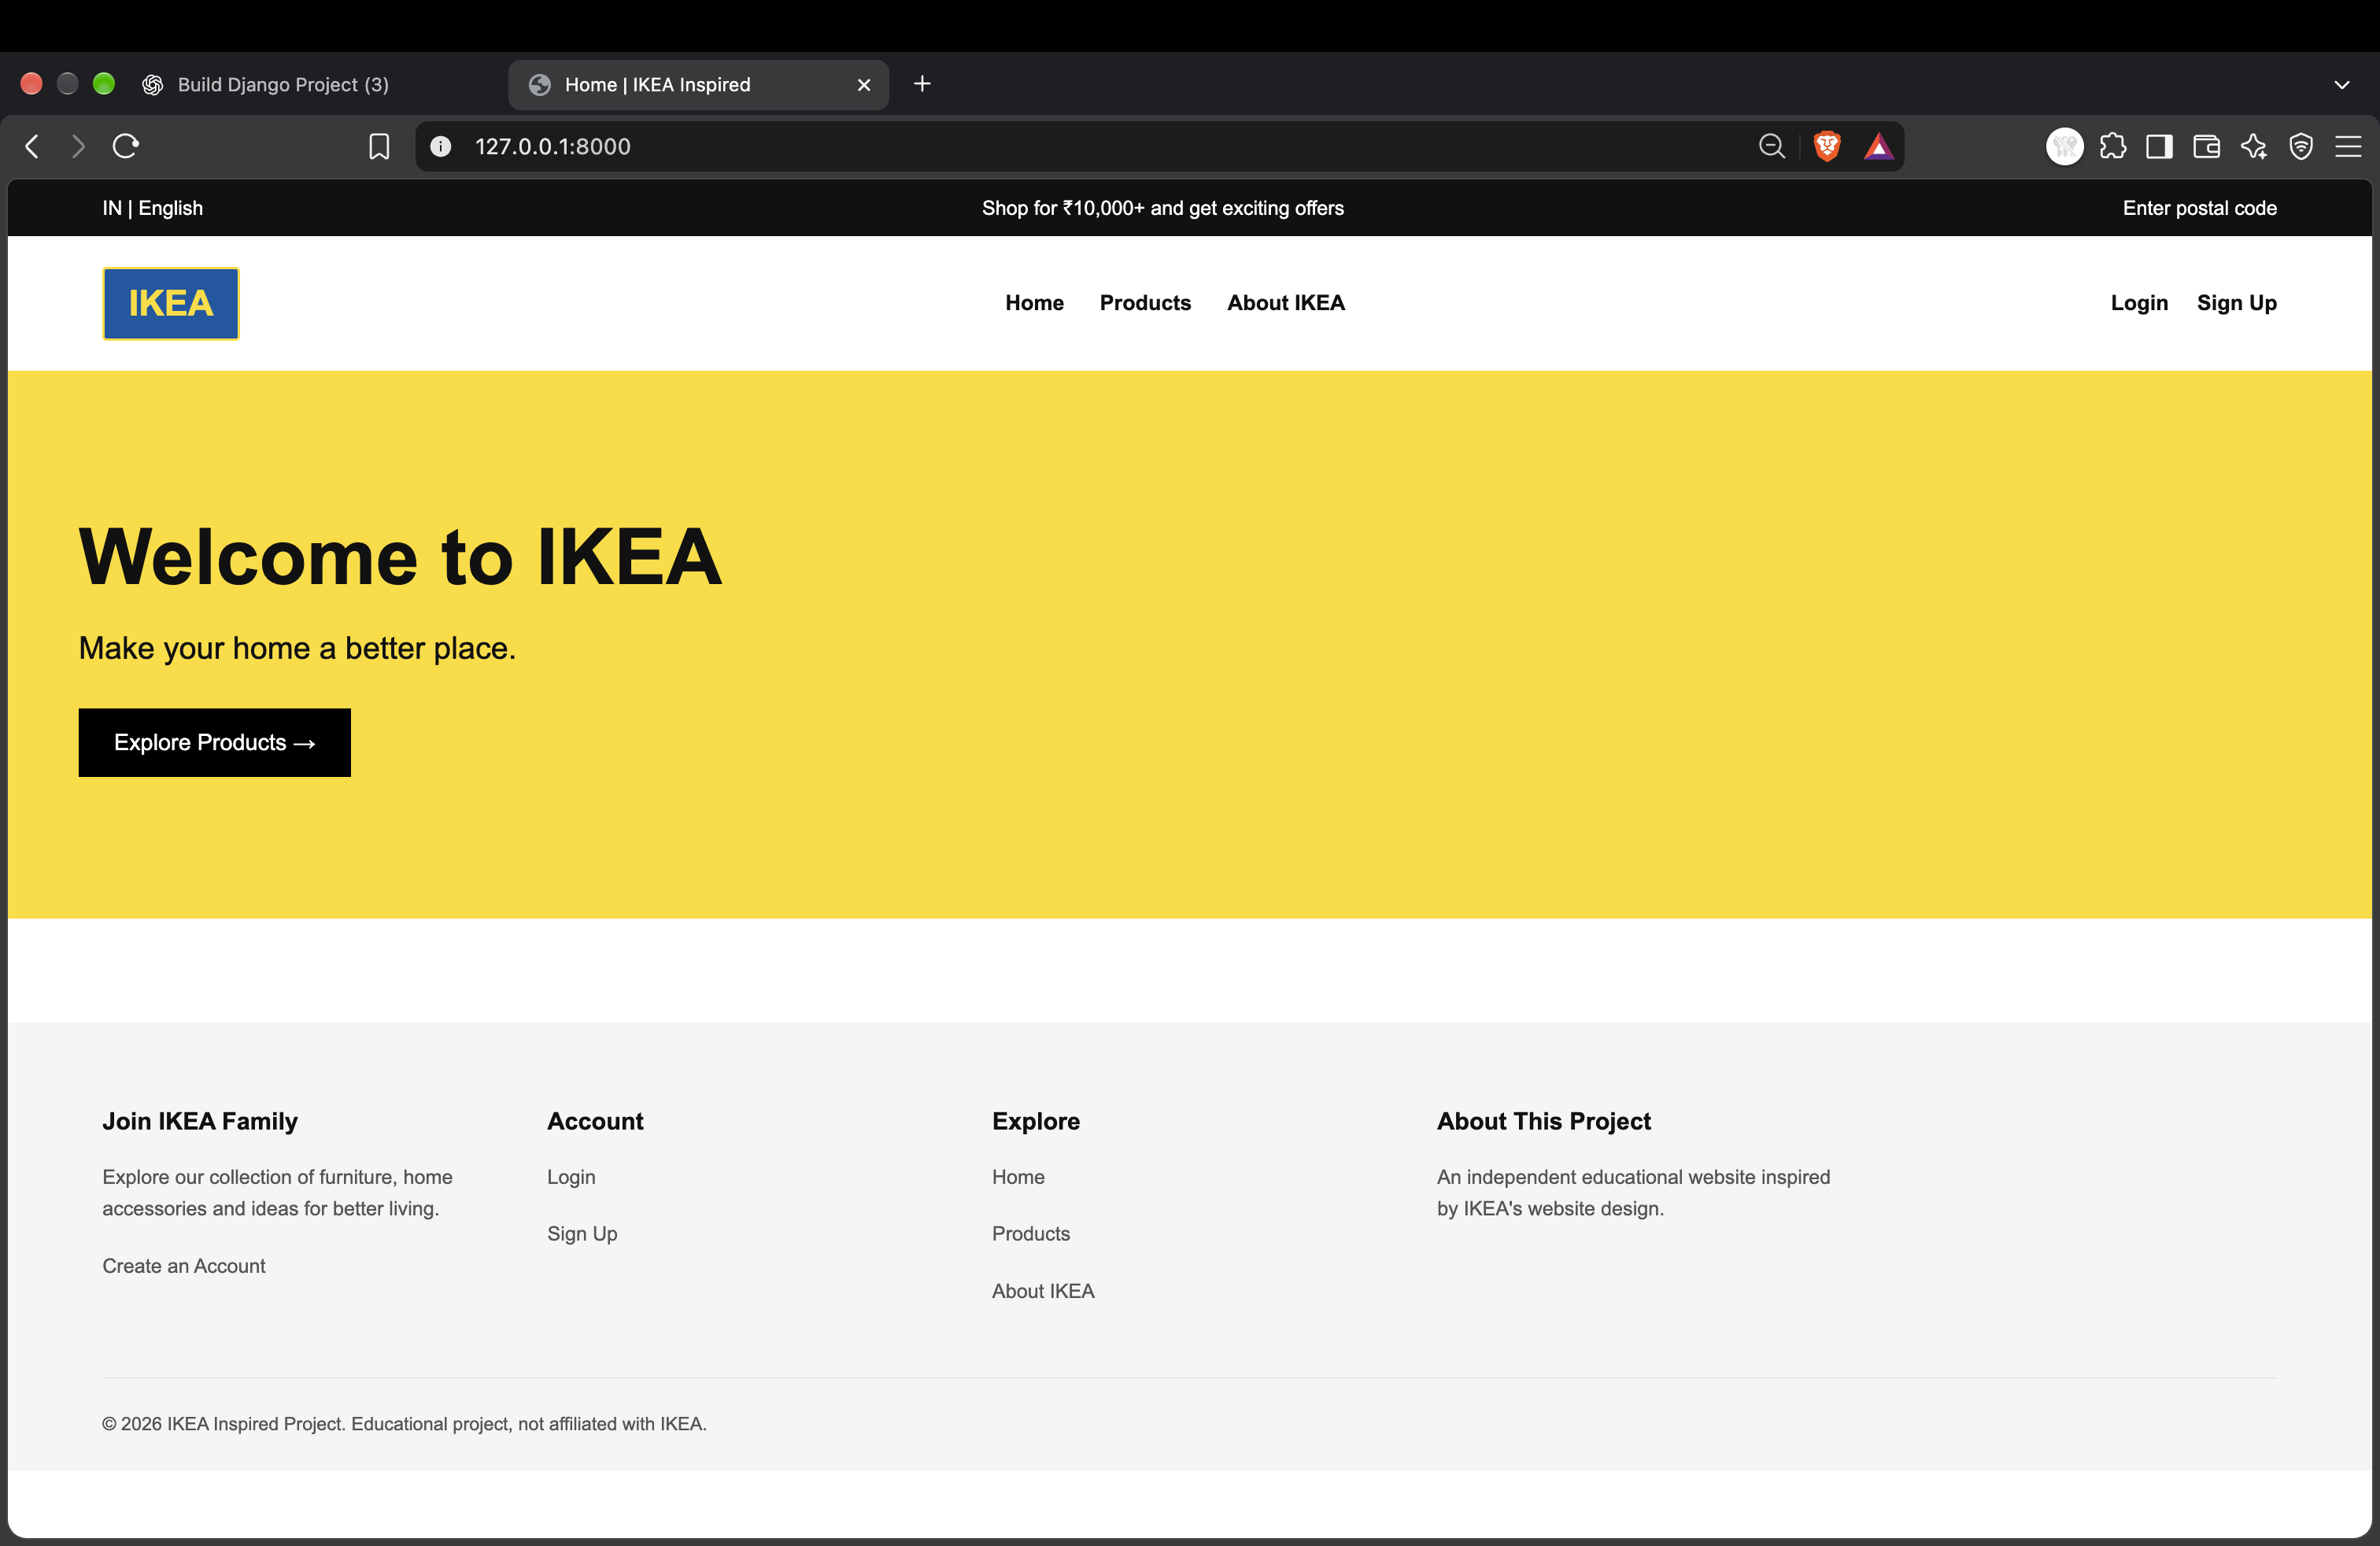 Build Django Project (3)
Home | IKEA Inspired
127.0.0.1:8000
IN | English
Shop for ₹10,000+ and get exciting offers
Enter postal code
IKEA
Home
Products
About IKEA
Login
Sign Up
Welcome to IKEA
Make your home a better place.
Explore Products →
Join IKEA Family
Explore our collection of furniture, home
accessories and ideas for better living.
Create an Account
Account
Login
Sign Up
Explore
Home
Products
About IKEA
About This Project
An independent educational website inspired
by IKEA's website design.
© 2026 IKEA Inspired Project. Educational project, not affiliated with IKEA.